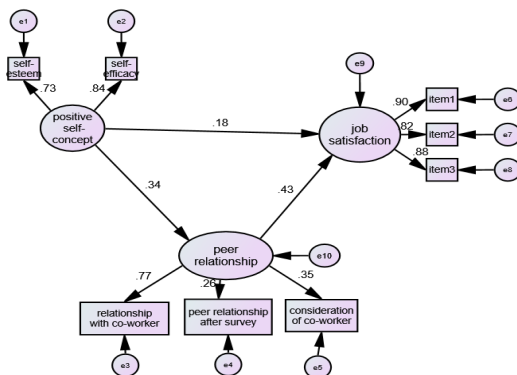 e1
e2
self-
esteem
self-
efficacy
.73
.84
e9
positive
self-
concept
.18
job
satisfaction
.90
item1
e6
.82
item2
e7
.88
item3
e8
.34
.43
peer
relationship
e10
.77
.26
.35
relationship
with co-worker
peer relationship
after survey
consideration
of co-worker
e3
e4
e5